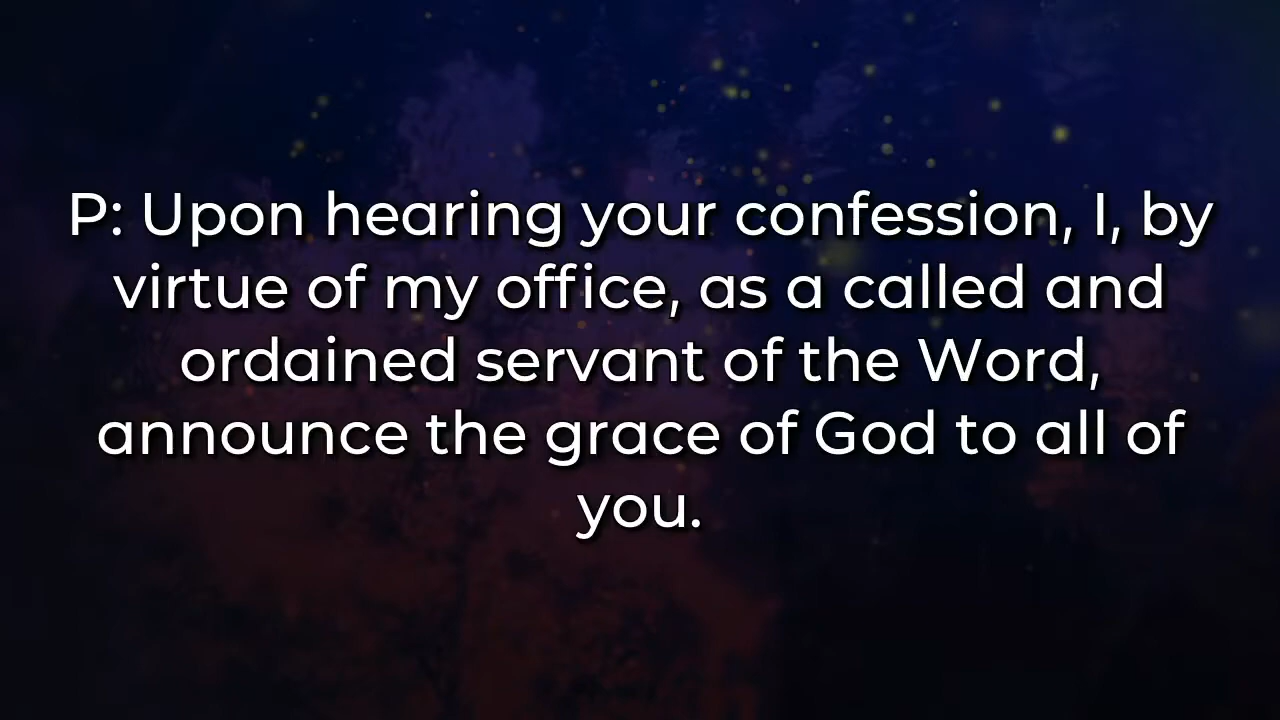 P: Upon hearing your confession, I, by
virtue of my office, as a called and
ordained servant of the Word,
announce the grace of God to all of
you.